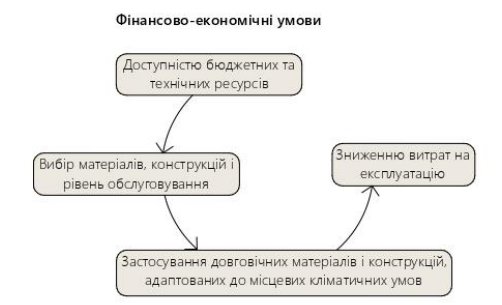 Фінансово-економічні умови
Доступністю бюджетних та
технічних ресурсів
Вибір матеріалів, конструкцій і
рівень обслуговування
Зниженню витрат на
експлуатацію
Застосування довговічних матеріалів і конструкцій,
адаптованих до місцевих кліматичних умов